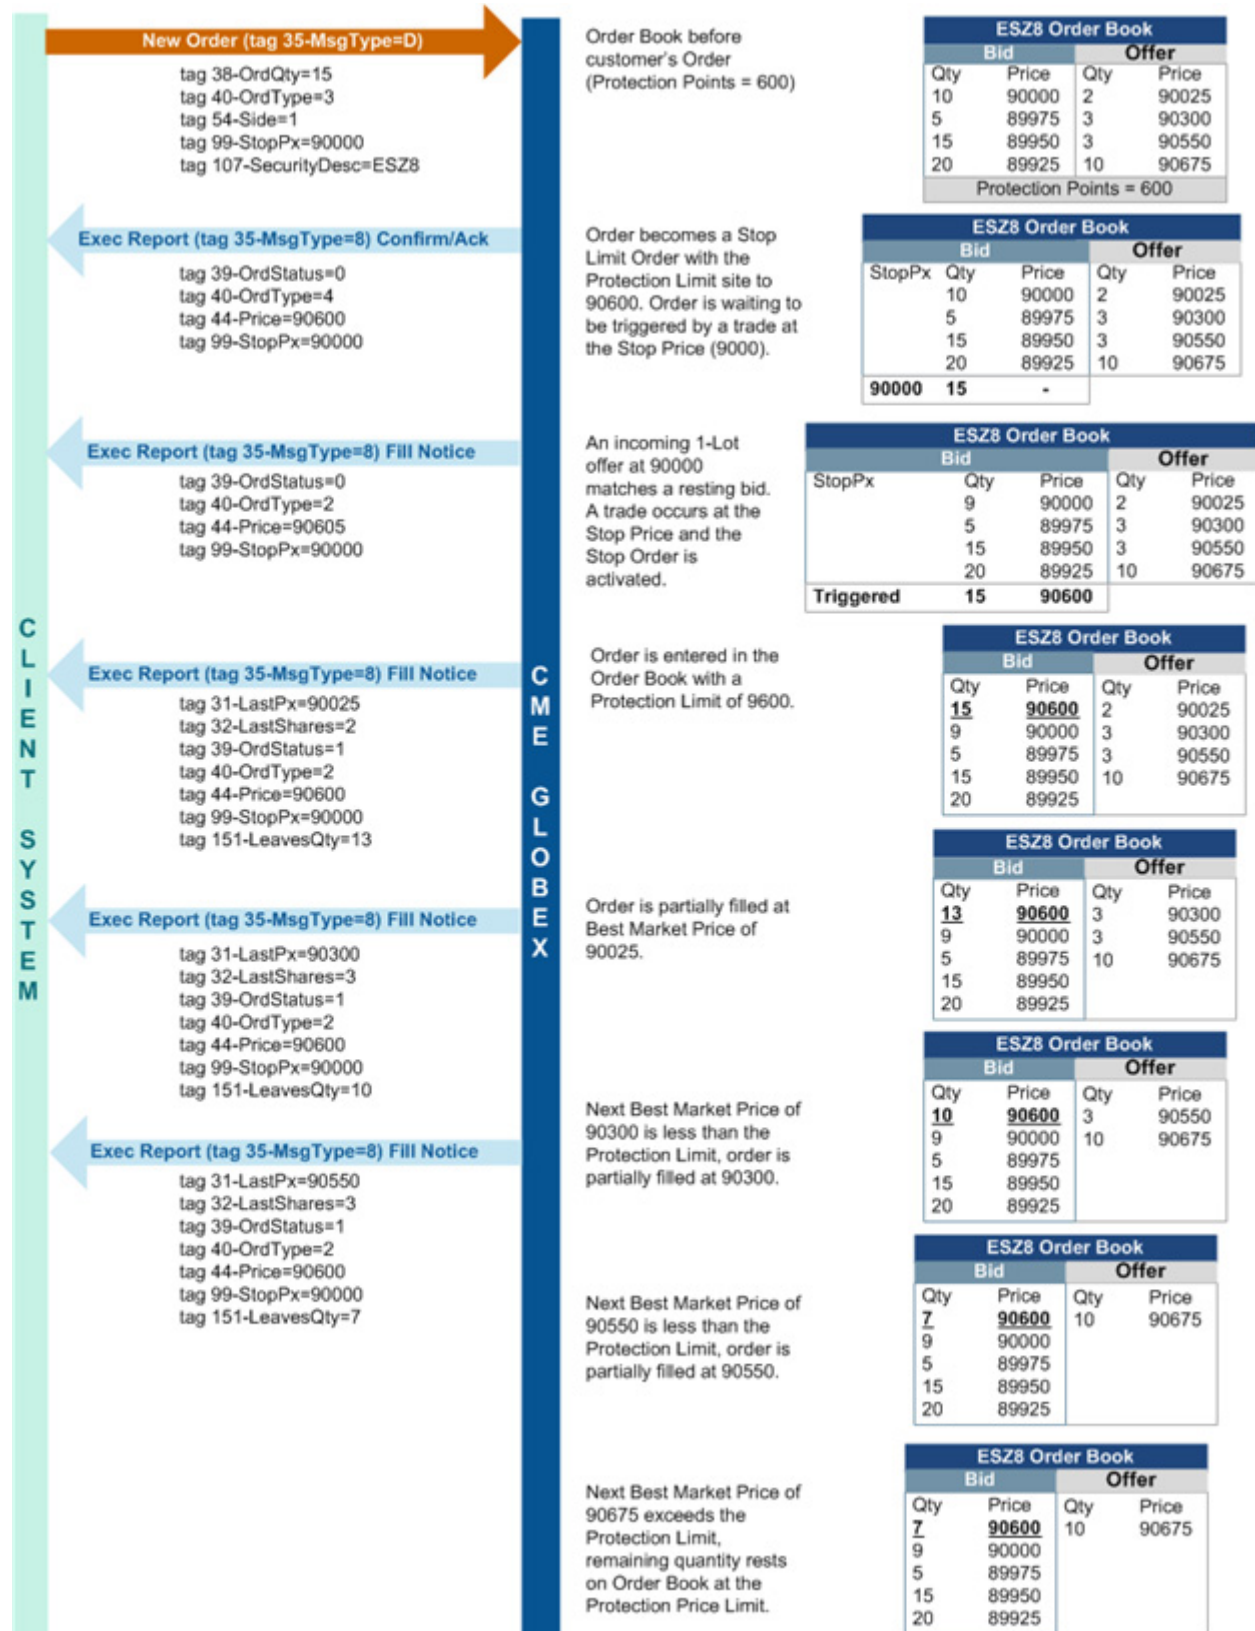 New Order (tag 35-MsgType=D)
tag 38-OrdQty=15
tag 40-OrdType=3
tag 54-Side=1
tag 99-StopPx=90000
tag 107-SecurityDesc=ESZ8
Order Book before
customer's Order
(Protection Points = 600)
ESZ8 Order Book
Bid Offer
Qty Price Qty Price
10 90000 2 90025
5 89975 3 90300
15 89950 3 90550
20 89925 10 90675
Protection Points = 600
Exec Report (tag 35-MsgType=8) Confirm/Ack
tag 39-OrdStatus=0
tag 40-OrdType=4
tag 44-Price=90600
tag 99-StopPx=90000
Order becomes a Stop
Limit Order with the
Protection Limit site to
90600. Order is waiting to
be triggered by a trade at
the Stop Price (9000).
ESZ8 Order Book
Bid Offer
StopPx Qty Price Qty Price
10 90000 2 90025
5 89975 3 90300
15 89950 3 90550
20 89925 10 90675
90000 15 -
Exec Report (tag 35-MsgType=8) Fill Notice
tag 39-OrdStatus=0
tag 40-OrdType=2
tag 44-Price=90605
tag 99-StopPx=90000
An incoming 1-Lot
offer at 90000
matches a resting bid.
A trade occurs at the
Stop Price and the
Stop Order is
activated.
ESZ8 Order Book
Bid Offer
StopPx Qty Price Qty Price
9 90000 2 90025
5 89975 3 90300
15 89950 3 90550
20 89925 10 90675
Triggered 15 90600
CLIENT SYSTEM
CME GLOBEX
Exec Report (tag 35-MsgType=8) Fill Notice
tag 31-LastPx=90025
tag 32-LastShares=2
tag 39-OrdStatus=1
tag 40-OrdType=2
tag 44-Price=90600
tag 99-StopPx=90000
tag 151-LeavesQty=13
Order is entered in the
Order Book with a
Protection Limit of 9600.
ESZ8 Order Book
Bid Offer
Qty Price Qty Price
15 90600 2 90025
9 90000 3 90300
5 89975 3 90550
15 89950 10 90675
20 89925
Exec Report (tag 35-MsgType=8) Fill Notice
tag 31-LastPx=90300
tag 32-LastShares=3
tag 39-OrdStatus=1
tag 40-OrdType=2
tag 44-Price=90600
tag 99-StopPx=90000
tag 151-LeavesQty=10
Order is partially filled at
Best Market Price of
90025.
ESZ8 Order Book
Bid Offer
Qty Price Qty Price
13 90600 3 90300
9 90000 3 90550
5 89975 10 90675
15 89950
20 89925
Exec Report (tag 35-MsgType=8) Fill Notice
tag 31-LastPx=90550
tag 32-LastShares=3
tag 39-OrdStatus=1
tag 40-OrdType=2
tag 44-Price=90600
tag 99-StopPx=90000
tag 151-LeavesQty=7
Next Best Market Price of
90300 is less than the
Protection Limit, order is
partially filled at 90300.
ESZ8 Order Book
Bid Offer
Qty Price Qty Price
10 90600 3 90550
9 90000 10 90675
5 89975
15 89950
20 89925
Next Best Market Price of
90550 is less than the
Protection Limit, order is
partially filled at 90550.
ESZ8 Order Book
Bid Offer
Qty Price Qty Price
7 90600 10 90675
9 90000
5 89975
15 89950
20 89925
Next Best Market Price of
90675 exceeds the
Protection Limit,
remaining quantity rests
on Order Book at the
Protection Price Limit.
ESZ8 Order Book
Bid Offer
Qty Price Qty Price
7 90600 10 90675
9 90000
5 89975
15 89950
20 89925